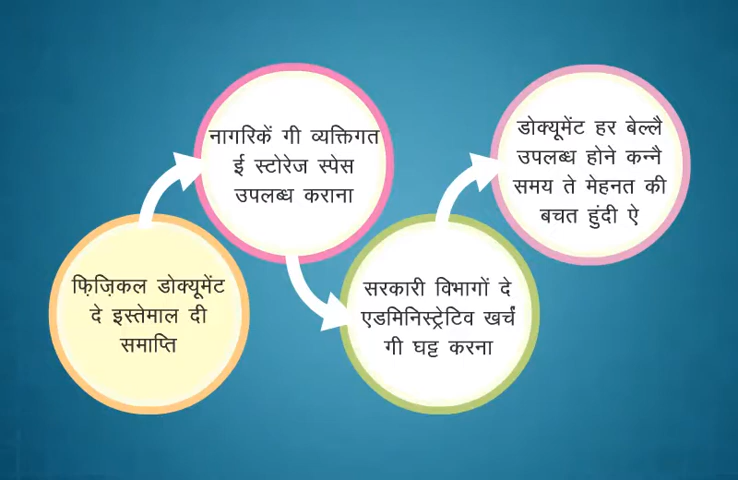 फ़िज़िकल डोक्यूमेंट
दे इस्तेमाल दी
समाप्ति
नागरिकें गी व्यक्तिगत
ई स्टोरेज स्पेस
उपलब्ध कराना
सरकारी विभागों दे
एडमिनिस्ट्रेटिव खर्चें
गी घट्ट करना
डोक्यूमेंट हर बेल्लै
उपलब्ध होने कन्नै
समय ते मेहनत की
बचत हुंदी ऐ